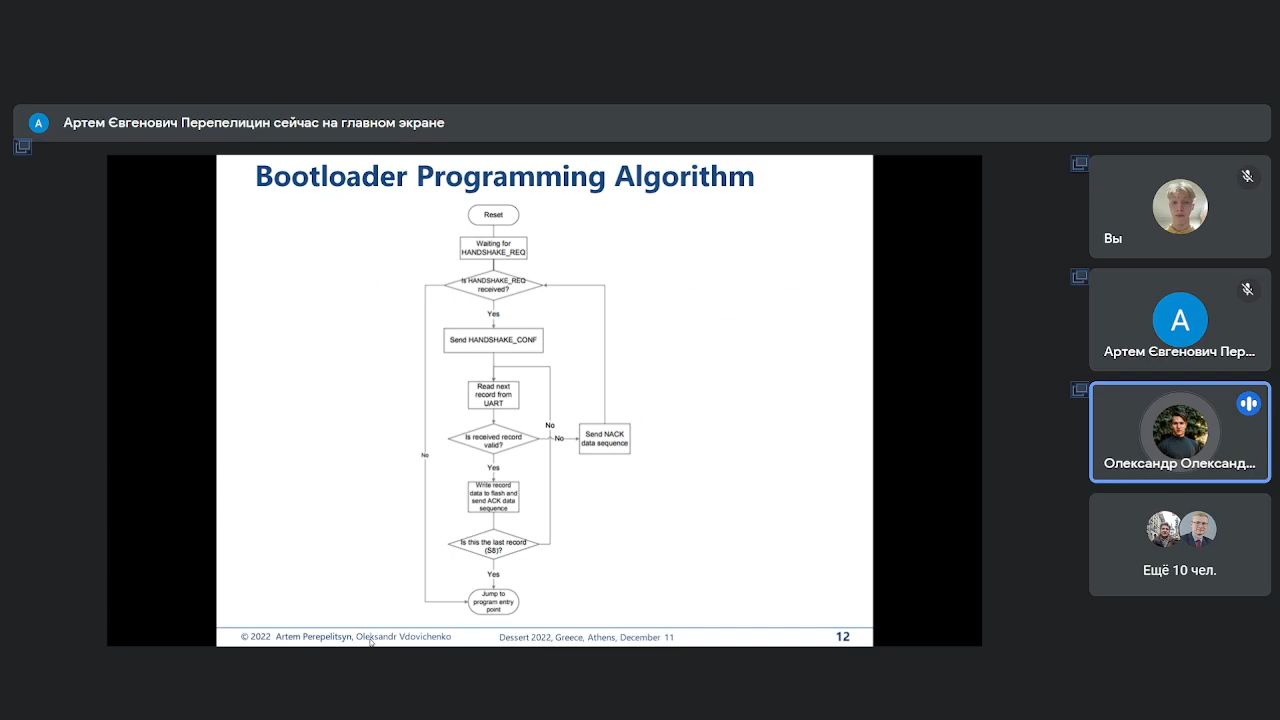 A
Артем Євгенович Перепелицин сейчас на главном экране
Bootloader Programming Algorithm
Reset
Waiting for
HANDSHAKE_REQ
Is HANDSHAKE_REQ
received?
Yes
Send HANDSHAKE_CONF
Read next
record from
UART
No
Is received record
valid?
No
Send NACK
data sequence
No
Yes
Write record
data to flash and
send ACK data
sequence
Is this the last record
(S8)?
Yes
Jump to
program entry
point
© 2022 Artem Perepelitsyn, Oleksandr Vdovichenko
Dessert 2022, Greece, Athens, December 11
12
Вы
A
Артем Євгенович Пер...
Олександр Олександ...
Ещё 10 чел.